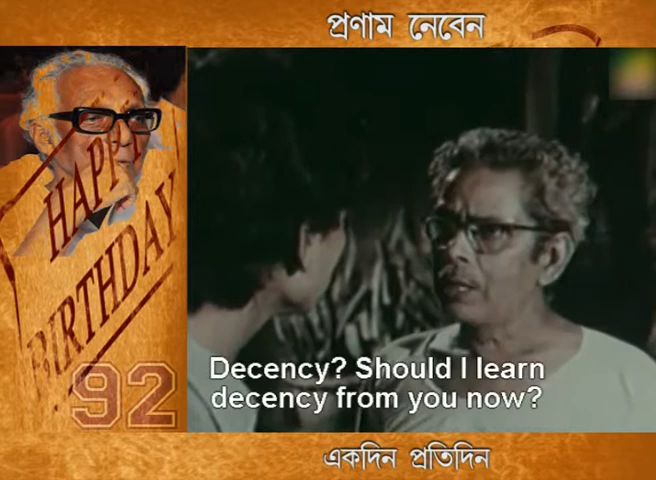 প্রণাম নেবেন
HAPPY
BIRTHDAY
92
Decency? Should I learn
decency from you now?
একদিন প্রতিদিন